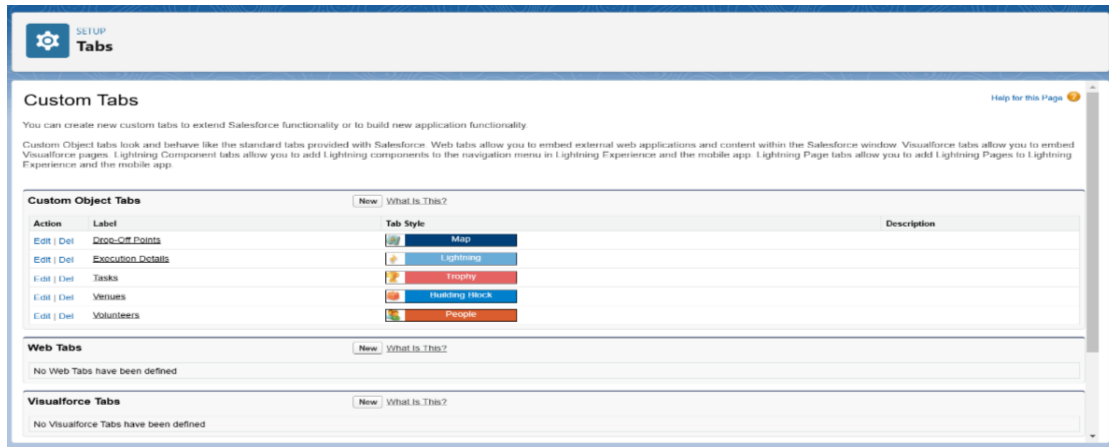 SETUP
Tabs
Custom Tabs
Help for this Page
You can create new custom tabs to extend Salesforce functionality or to build new application functionality.
Custom Object tabs look and behave like the standard tabs provided with Salesforce. Web tabs allow you to embed external web applications and content within the Salesforce window. Visualforce tabs allow you to embed
Visualforce pages. Lightning Component tabs allow you to add Lightning components to the navigation menu in Lightning Experience and the mobile app. Lightning Page tabs allow you to add Lightning Pages to Lightning
Experience and the mobile app.
Custom Object Tabs New What Is This?
Action Label Tab Style Description
Edit | Del Drop-Off Points Map
Edit | Del Execution Details Lightning
Edit | Del Tasks Trophy
Edit | Del Venues Building Block
Edit | Del Volunteers People
Web Tabs New What Is This?
No Web Tabs have been defined
Visualforce Tabs New What Is This?
No Visualforce Tabs have been defined